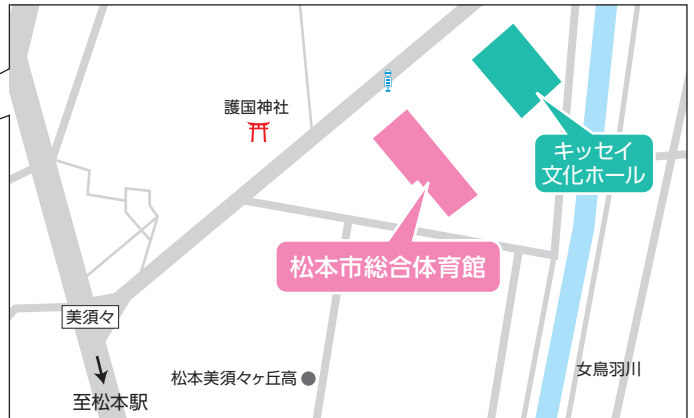 護国神社
キッセイ
文化ホール
松本市総合体育館
美須々
松本美須々ヶ丘高
女鳥羽川
至松本駅